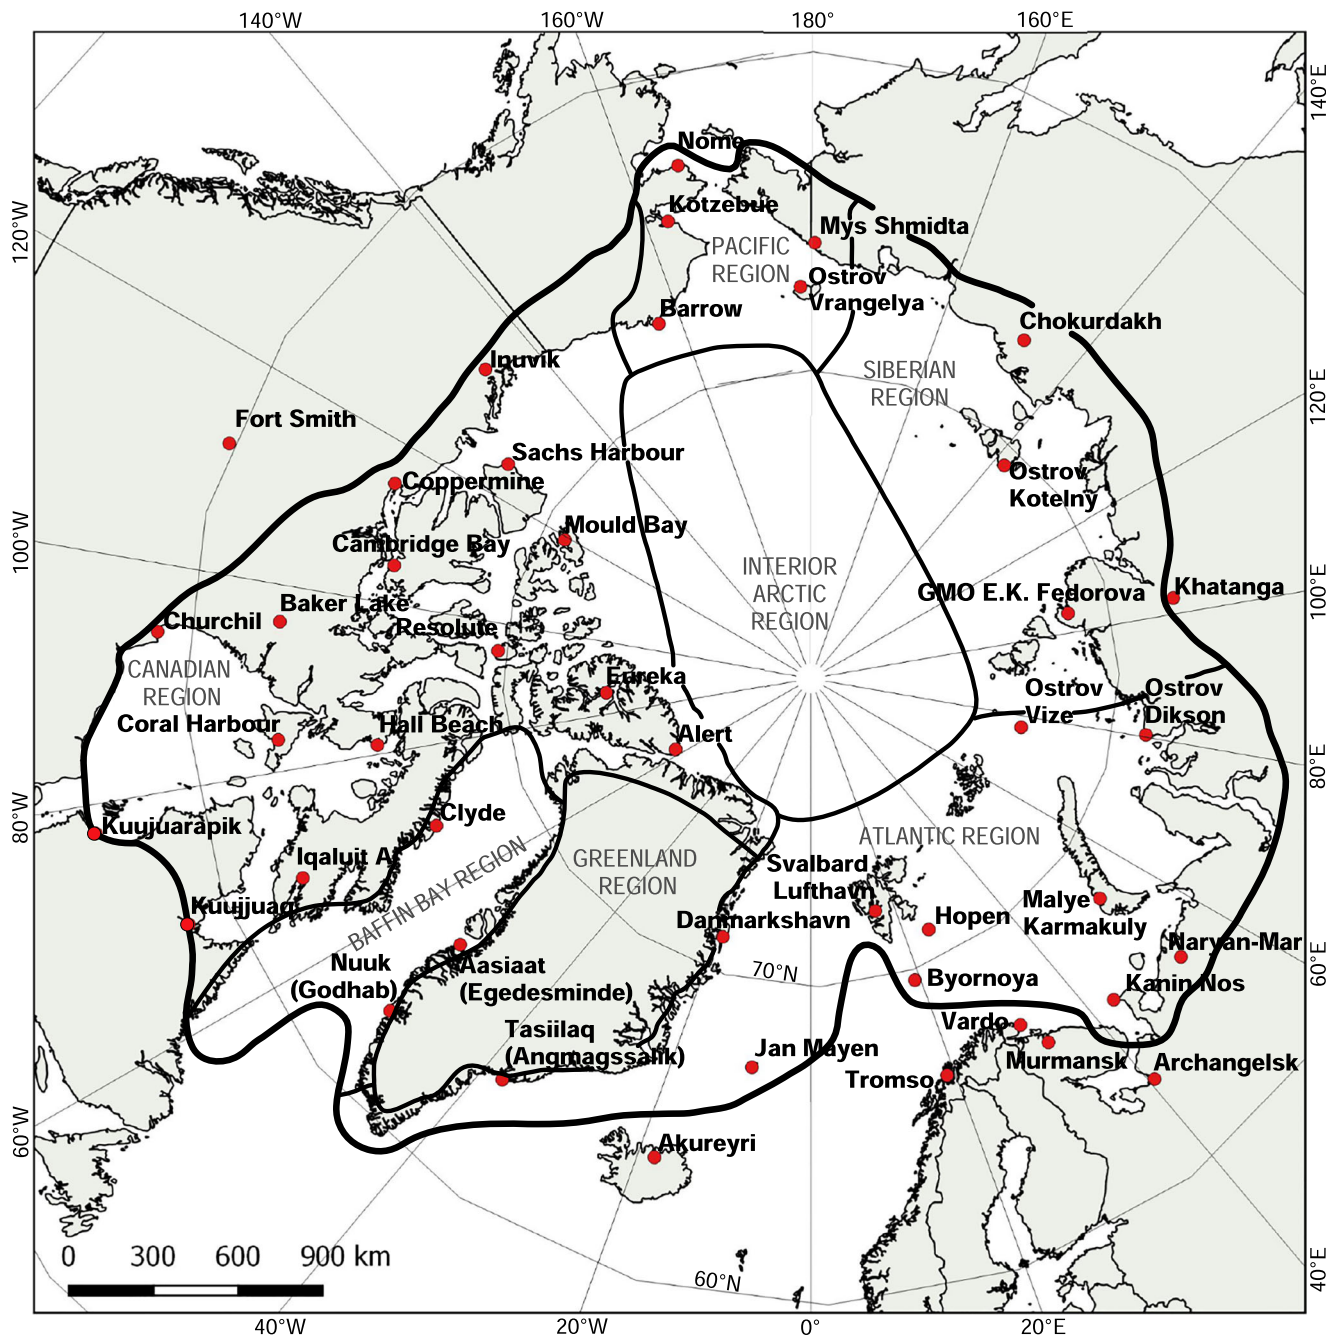 140°W
160°W
180°
160°E
140°E
120°W
Nome
Kotzebue
Mys Shmidta
PACIFIC
REGION
Ostrov
Vrangelya
Barrow
Chokurdakh
Inuvik
SIBERIAN
REGION
120°E
Fort Smith
Sachs Harbour
Coppermine
Ostrov
Kotelny
Mould Bay
100°W
Cambridge Bay
INTERIOR
ARCTIC
REGION
GMO E.K. Fedorova
Khatanga
100°E
Baker Lake
Churchil
Resolute
CANADIAN
REGION
Eureka
Ostrov
Vize
Ostrov
Dikson
Coral Harbour
Hall Beach
Alert
80°E
80°W
Clyde
Kuujuarapik
ATLANTIC REGION
Iqaluit A
BAFFIN BAY REGION
GREENLAND
REGION
Svalbard
Lufthavn
Kuujjuaq
Danmarkshavn
Hopen
Malye
Karmakuly
Naryan-Mar
60°E
Nuuk
(Godhab)
Aasiaat
(Egedesminde)
70°N
Byornoya
Kanin Nos
Tasiilaq
(Angmagssalik)
Vardo
Jan Mayen
Murmansk
Archangelsk
Tromso
60°W
Akureyri
0 300 600 900 km
60°N
40°E
40°W
20°W
0°
20°E